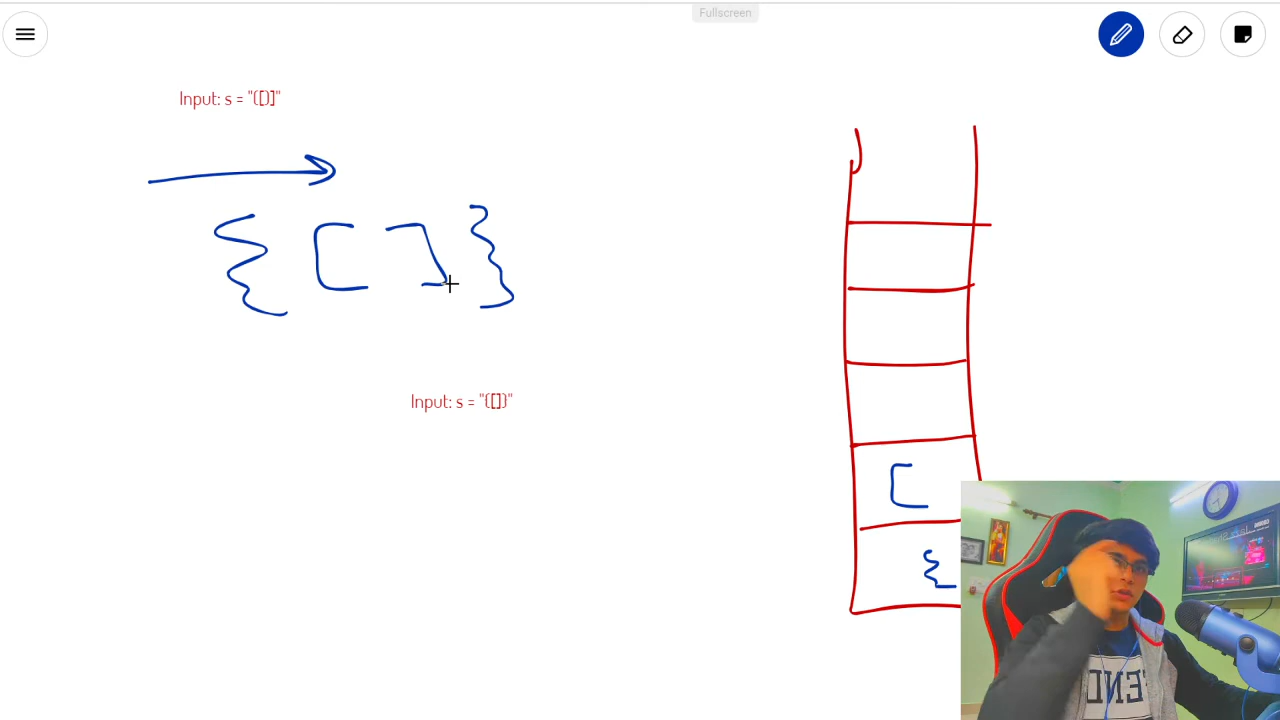 Fullscreen
Input: s = "([)]"
{ [ ] }
Input: s = "{[]}"
[
{